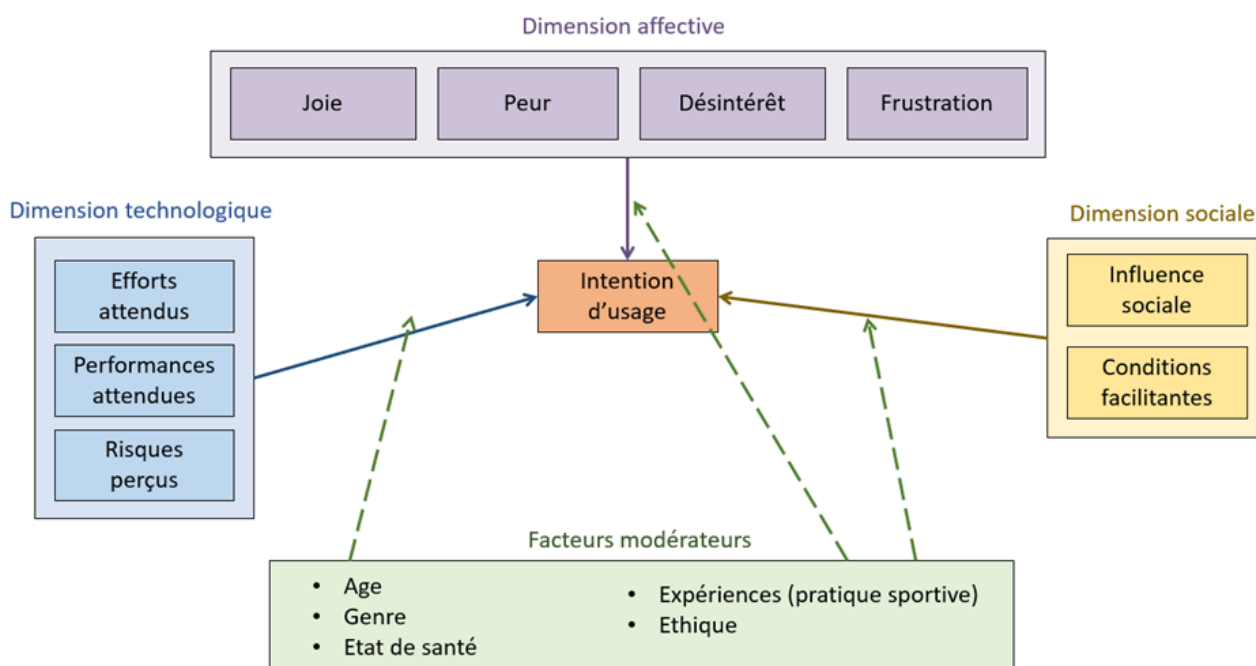 Dimension affective
Joie
Peur
Désintérêt
Frustration
Dimension technologique
Efforts
attendus
Performances
attendues
Risques
perçus
Intention
d'usage
Dimension sociale
Influence
sociale
Conditions
facilitantes
Facteurs modérateurs
• Age
• Genre
• Etat de santé
• Expériences (pratique sportive)
• Ethique